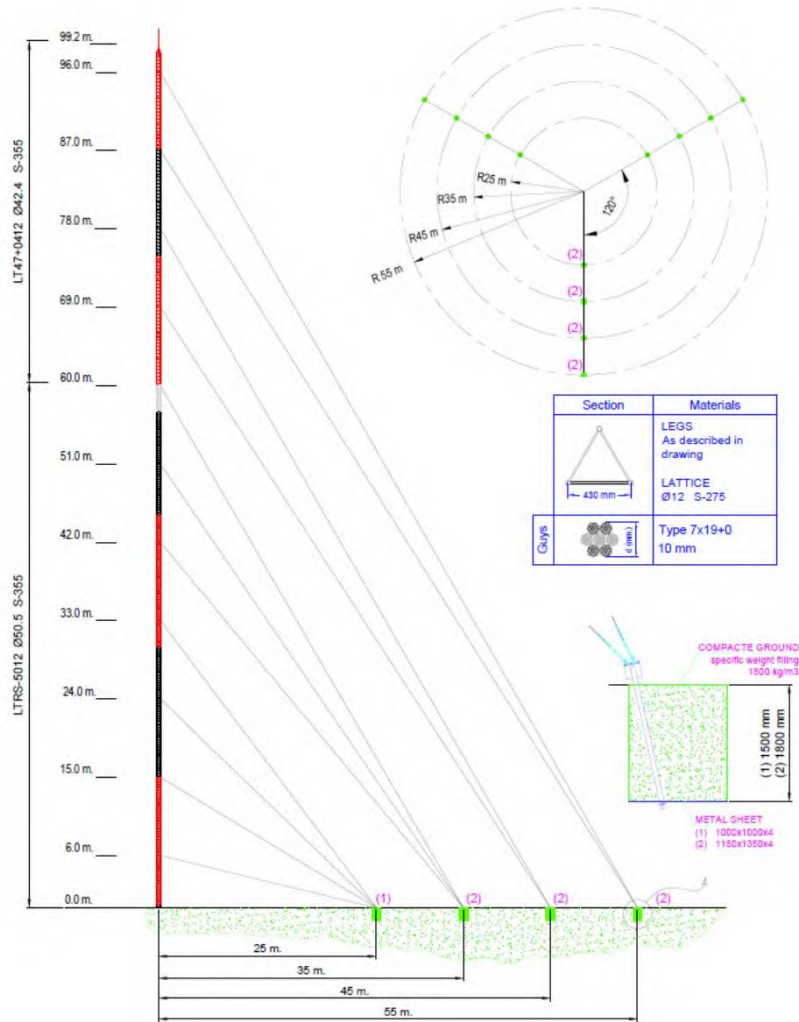 99.2 m.
96.0 m.
87.0 m.
78.0 m.
69.0 m.
60.0 m.
51.0 m.
42.0 m.
33.0 m.
24.0 m.
15.0 m.
6.0 m.
0.0 m.
LT47+0412 Ø42.4 S-355
LTRS-5012 Ø50.5 S-355
R25 m
R35 m
R45 m
R 55 m
120°
(2)
(2)
(2)
(2)
Section
Materials
430 mm
LEGS
As described in
drawing
LATTICE
Ø12 S-275
Guys
d (mm.)
Type 7x19+0
10 mm
COMPACTE GROUND
specific weight filling
1800 kg/m3
(1) 1500 mm
(2) 1800 mm
METAL SHEET
(1) 1000x1000x4
(2) 1150x1350x4
(1)
(2)
(2)
(2)
25 m.
35 m.
45 m.
55 m.